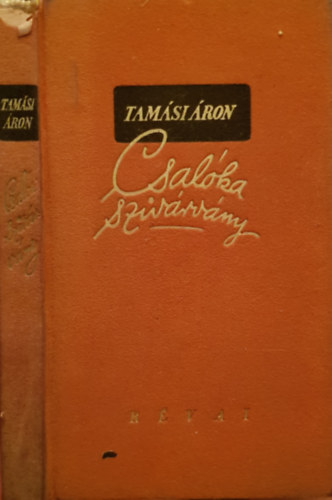 TAMÁSI
ÁRON
TAMÁSI ÁRON
Csalóka
szivárvány
RÉVAI